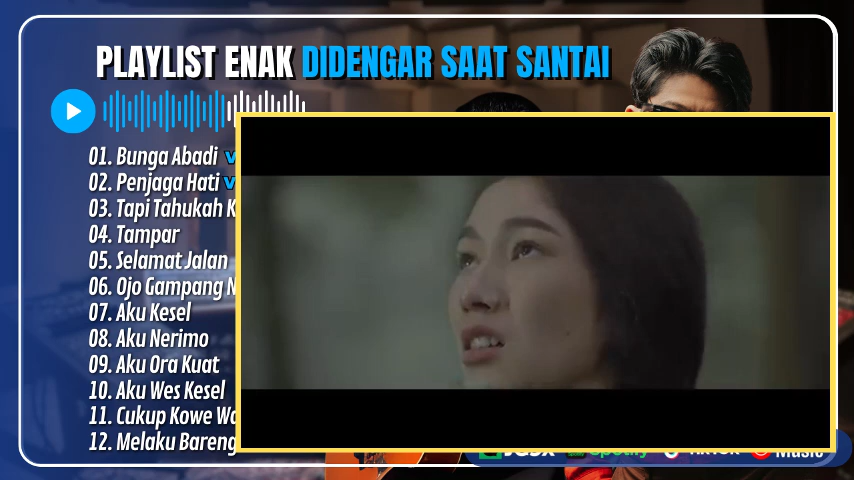 PLAYLIST ENAK DIDENGAR SAAT SANTAI
01. Bunga Abadi
02. Penjaga Hati
03. Tapi Tahukah
04. Tampar
05. Selamat Jalan
06. Ojo Gampang
07. Aku Kesel
08. Aku Nerimo
09. Aku Ora Kuat
10. Aku Wes Kesel
11. Cukup Kowe
12. Melaku Bareng
Spotify Music